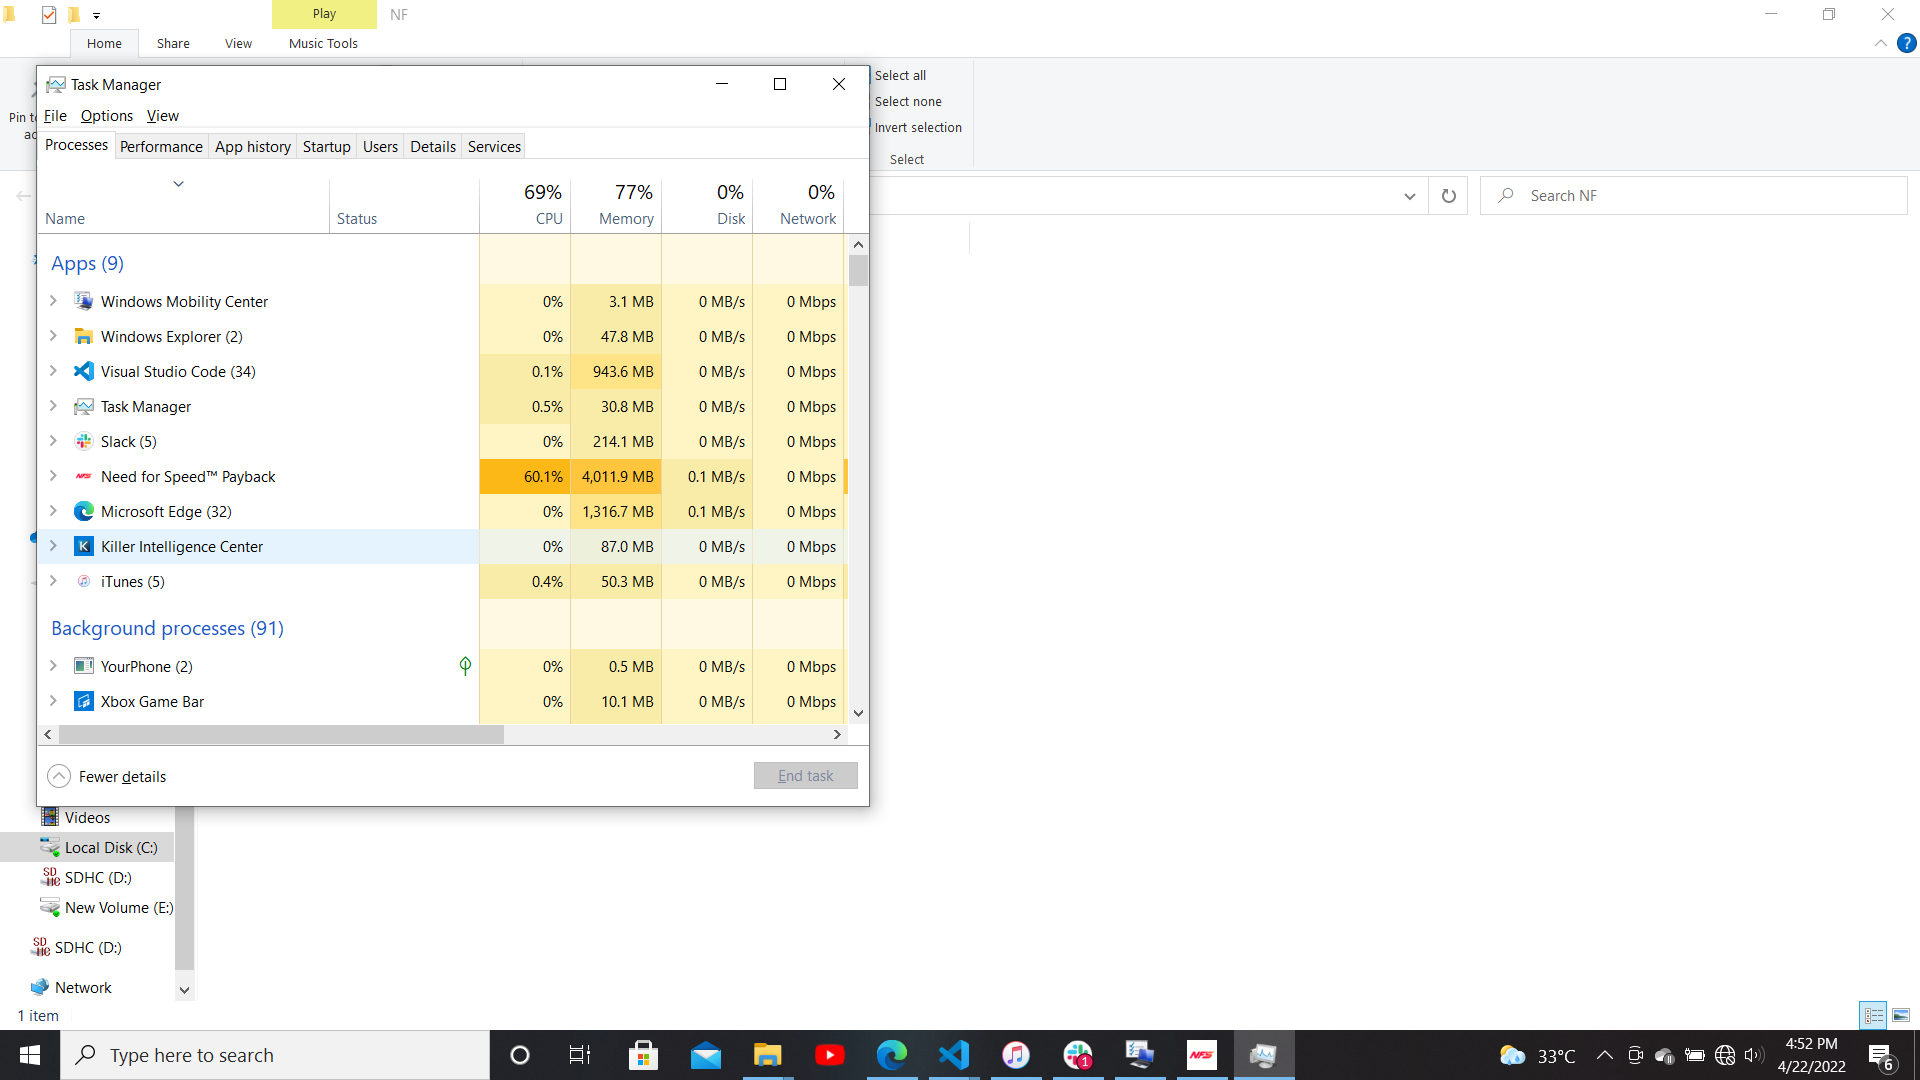 Play
NF
Home
Share
View
Music Tools
Pin to
ac
Select all
Select none
Invert selection
Select
Search NF
Task Manager
File
Options
View
Processes
Performance
App history
Startup
Users
Details
Services
69%
77%
0%
0%
Name
Status
CPU
Memory
Disk
Network
Apps (9)
Windows Mobility Center 0% 3.1 MB 0 MB/s 0 Mbps
Windows Explorer (2) 0% 47.8 MB 0 MB/s 0 Mbps
Visual Studio Code (34) 0.1% 943.6 MB 0 MB/s 0 Mbps
Task Manager 0.5% 30.8 MB 0 MB/s 0 Mbps
Slack (5) 0% 214.1 MB 0 MB/s 0 Mbps
Need for Speed™ Payback 60.1% 4,011.9 MB 0.1 MB/s 0 Mbps
Microsoft Edge (32) 0% 1,316.7 MB 0.1 MB/s 0 Mbps
Killer Intelligence Center 0% 87.0 MB 0 MB/s 0 Mbps
iTunes (5) 0.4% 50.3 MB 0 MB/s 0 Mbps
Background processes (91)
YourPhone (2) 0% 0.5 MB 0 MB/s 0 Mbps
Xbox Game Bar 0% 10.1 MB 0 MB/s 0 Mbps
Fewer details
End task
Videos
Local Disk (C:)
SDHC (D:)
New Volume (E:)
SDHC (D:)
Network
1 item
Type here to search
1
NFS
33°C
4:52 PM
4/22/2022
6